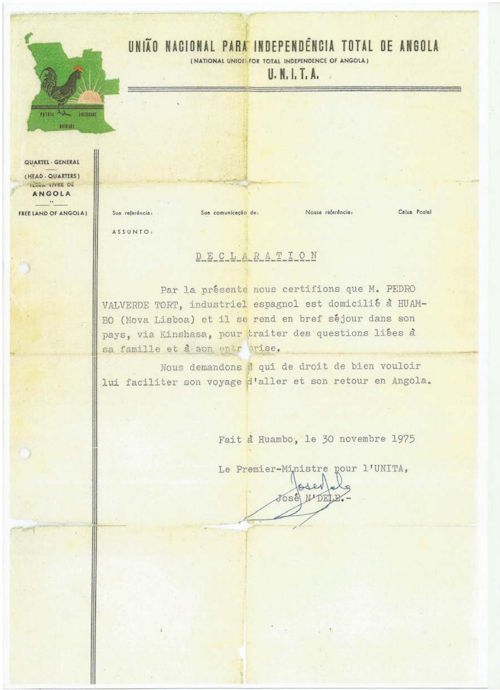 UNIÃO NACIONAL PARA INDEPENDÊNCIA TOTAL DE ANGOLA
(NATIONAL UNION FOR TOTAL INDEPENDENCE OF ANGOLA)
U. N. I. T. A.
QUARTEL - GENERAL
(HEAD - QUARTERS)
TERRA LIVRE DE
ANGOLA
FREE LAND OF ANGOLA)
Sua referência:
Sua comunicação de:
Nossa referência:
Caixa Postal
ASSUNTO:
DECLARATION
Par la présente nous certifions que M. PEDRO
VALVERDE TORT, industriel espagnol est domicilié à HUAM-
BO (Nova Lisboa) et il se rend en bref séjour dans son
pays, via Kinshasa, pour traiter des questions liées à
sa famille et à son entreprise.
Nous demandons à qui de droit de bien vouloir
lui faciliter son voyage d'aller et son retour en Angola.
Fait à Huambo, le 30 novembre 1975
Le Premier-Ministre pour l'UNITA,
José N'DELE.-